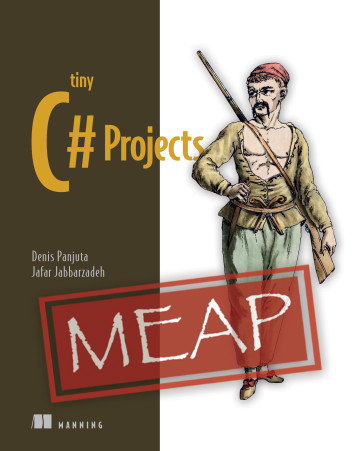 tiny
C# Projects
Denis Panjuta
Jafar Jabbarzadeh
MEAP
MANNING